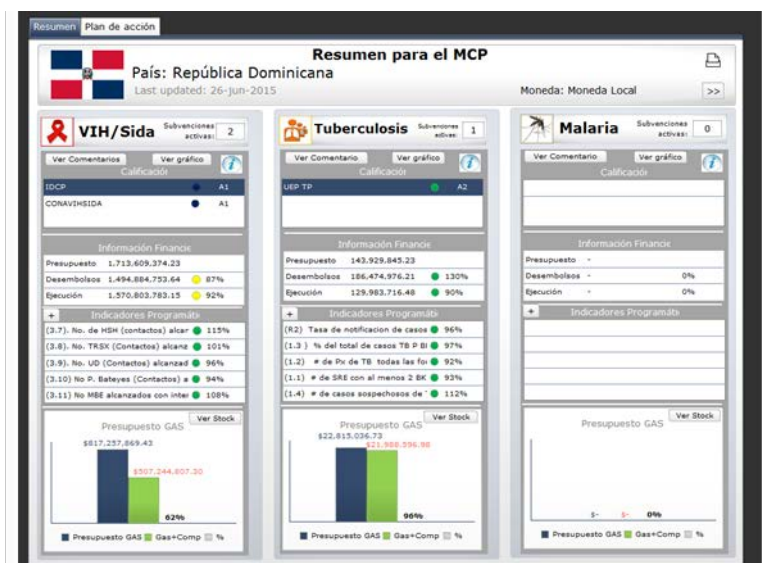 Resumen Plan de acción
Resumen para el MCP
País: República Dominicana
Last updated: 26-jun-2015
Moneda: Moneda Local >>
VIH/Sida Subvenciones activas: 2
Ver Comentarios Ver gráfico
Calificación
IDCP A1
CONAVIHSIDA A1
Información Financie
Presupuesto 1.713.609.374.23
Desembolsos 1.494.884.753.64 87%
Ejecución 1.570.803.783.15 92%
+ Indicadores Programáti
(3.7). No. de HSH (contactos) alcar 115%
(3.8). No. TRSX (Contactos) alcanz 101%
(3.9). No. UD (Contactos) alcanzad 96%
(3.10) No P. Bateyes (Contactos) a 94%
(3.11) No MBE alcanzados con inter 108%
Ver Stock
Presupuesto GAS
$817,257,869.43
$507,244,607.30
62%
Presupuesto GAS Gas+Comp %
Tuberculosis Subvenciones activas: 1
Ver Comentario Ver gráfico
Calificación
UEP TP A2
Información Financie
Presupuesto 143.929.845.23
Desembolsos 186.474.976.21 130%
Ejecución 129.983.716.48 90%
+ Indicadores Programáti
(R2) Tasa de notificacion de casos 96%
(1.3 ) % del total de casos TB P BI 97%
(1.2) # de Px de TB todas las foi 92%
(1.1) # de SRE con al menos 2 BK 93%
(1.4) # de casos sospechosos de 112%
Ver Stock
Presupuesto GAS
$22,815,036.73
$21,988,596.98
96%
Presupuesto GAS Gas+Comp %
Malaria Subvenciones activas: 0
Ver Comentario Ver gráfico
Calificación
Información Financie
Presupuesto -
Desembolsos - 0%
Ejecución - 0%
+ Indicadores Programáti
Ver Stock
Presupuesto GAS
$- $- 0%
Presupuesto GAS Gas+Comp %